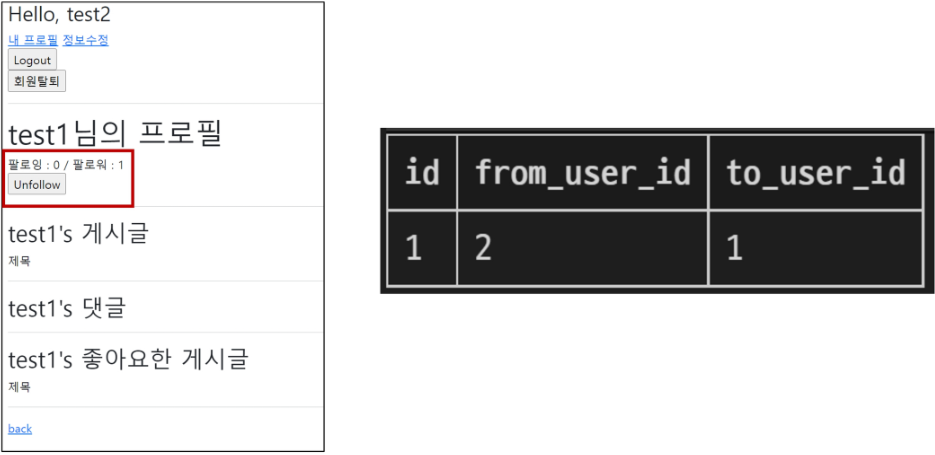 Hello, test2
내 프로필 정보수정
Logout
회원탈퇴
test1님의 프로필
팔로잉 : 0 / 팔로워 : 1
Unfollow
test1's 게시글
제목
test1's 댓글
test1's 좋아요한 게시글
제목
back
id from_user_id to_user_id
1 2 1